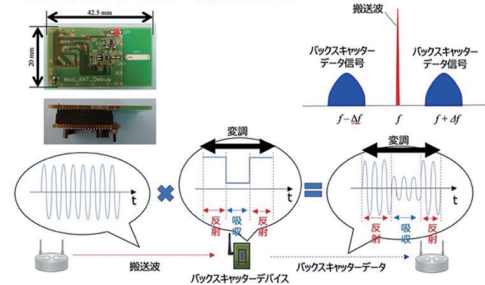 42.5 mm
20 mm
Mod_ANT_Debug
搬送波
バックスキャッター
データ信号
バックスキャッター
データ信号
f−Δf
f
f+Δf
変調
変調
t
t
t
反射
吸収
反射
反射
吸収
反射
搬送波
バックスキャッターデバイス
バックスキャッターデータ